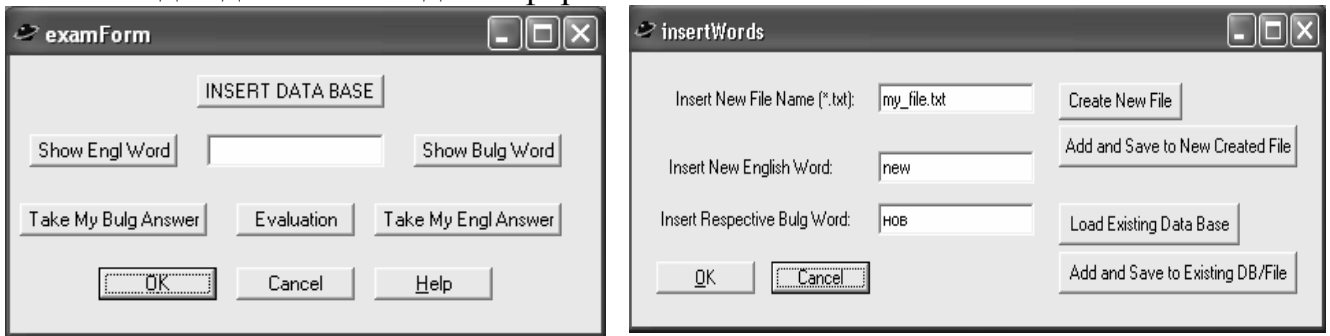 examForm
INSERT DATA BASE
Show Engl Word
Show Bulg Word
Take My Bulg Answer
Evaluation
Take My Engl Answer
OK
Cancel
Help
insertWords
Insert New File Name (*.txt):
my_file.txt
Create New File
Add and Save to New Created File
Insert New English Word:
new
Insert Respective Bulg Word:
нов
Load Existing Data Base
OK
Cancel
Add and Save to Existing DB/File